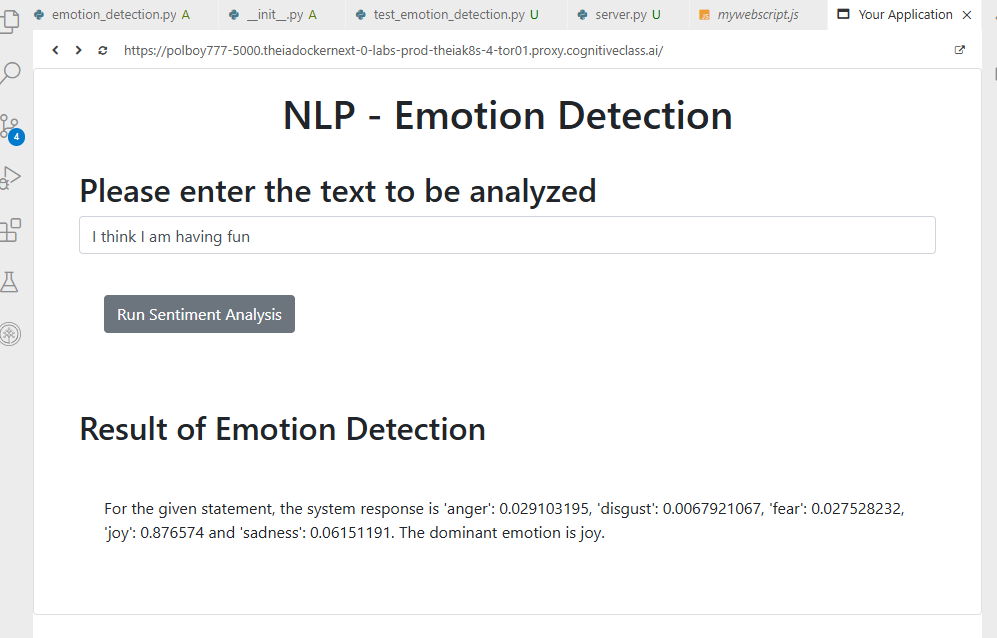 emotion_detection.py A
__init__.py A
test_emotion_detection.py U
server.py U
mywebscript.js
Your Application
https://polboy777-5000.theiadockernext-0-labs-prod-theiak8s-4-tor01.proxy.cognitiveclass.ai/
4
NLP - Emotion Detection
Please enter the text to be analyzed
I think I am having fun
Run Sentiment Analysis
Result of Emotion Detection
For the given statement, the system response is 'anger': 0.029103195, 'disgust': 0.0067921067, 'fear': 0.027528232,
'joy': 0.876574 and 'sadness': 0.06151191. The dominant emotion is joy.